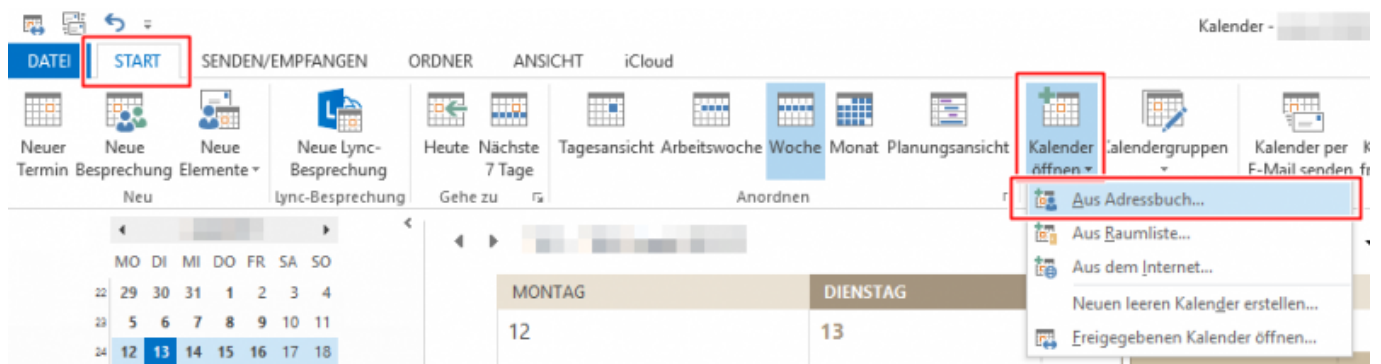 Kalender -
DATEI START SENDEN/EMPFANGEN ORDNER ANSICHT iCloud
Neuer Termin
Neue Besprechung
Neue Elemente
Neue Lync-Besprechung
Heute
Nächste 7 Tage
Tagesansicht
Arbeitswoche
Woche
Monat
Planungsansicht
Kalender öffnen
Kalender per E-Mail senden
Neu
Lync-Besprechung
Gehe zu
Anordnen
Aus Adressbuch...
Aus Raumliste...
Aus dem Internet...
Neuen leeren Kalender erstellen...
Freigegebenen Kalender öffnen...
MO DI MI DO FR SA SO
22 29 30 31 1 2 3 4
23 5 6 7 8 9 10 11
24 12 13 14 15 16 17 18
MONTAG DIENSTAG
12 13